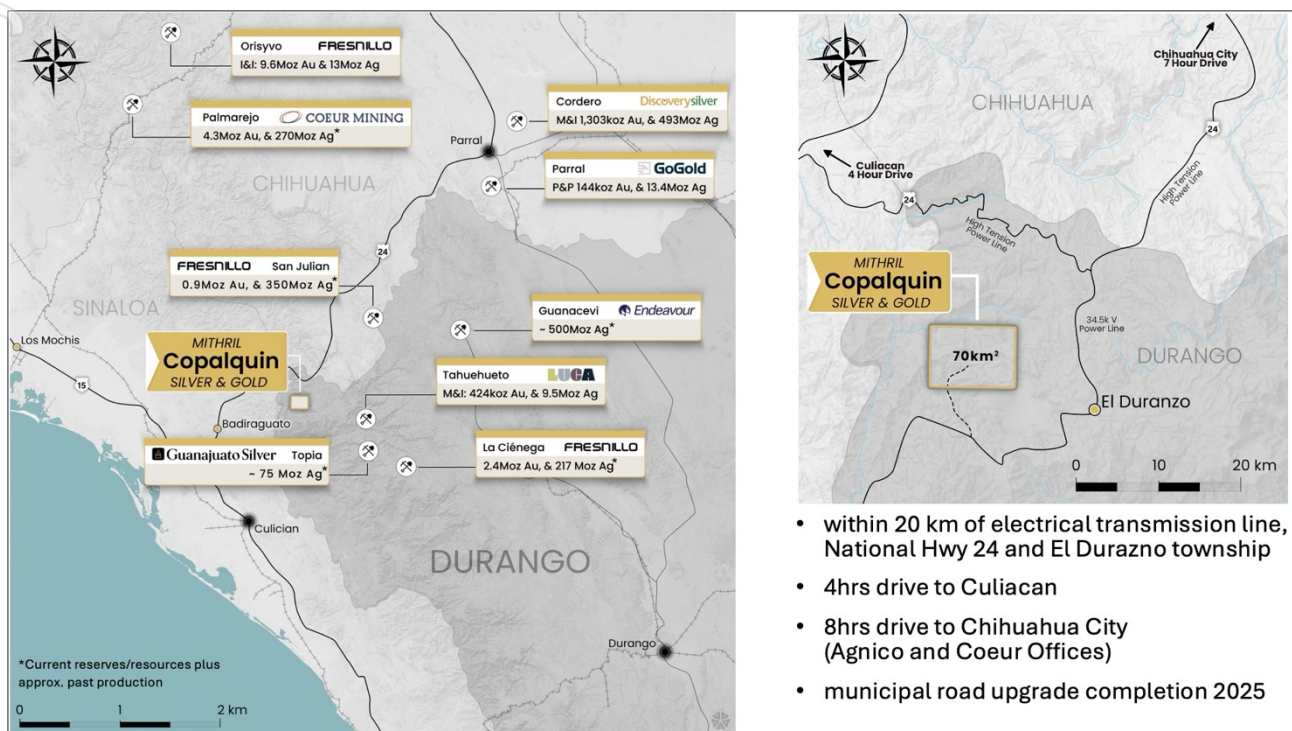 Orisyvo FRESNILLO
I&I: 9.6Moz Au & 13Moz Ag
Palmarejo COEUR MINING
4.3Moz Au, & 270Moz Ag*
Cordero Discoverysilver
M&I 1,303koz Au, & 493Moz Ag
Parral
Parral GoGold
P&P 144koz Au, & 13.4Moz Ag
CHIHUAHUA
24
FRESNILLO San Julian
0.9Moz Au, & 350Moz Ag*
SINALOA
Guanacevi Endeavour
~ 500Moz Ag*
Los Mochis
MITHRIL
Copalquin
SILVER & GOLD
15
Tahuehueto LUCA
M&I: 424koz Au, & 9.5Moz Ag
Badiraguato
Guanajuato Silver Topia
~ 75 Moz Ag*
La Ciénega FRESNILLO
2.4Moz Au, & 217 Moz Ag*
Culician
DURANGO
Durango
*Current reserves/resources plus
approx. past production
0 1 2 km
Chihuahua City
7 Hour Drive
CHIHUAHUA
24
Culiacan
4 Hour Drive
24
High Tension
Power Line
High Tension
Power Line
MITHRIL
Copalquin
SILVER & GOLD
34.5k V
Power Line
70km²
DURANGO
El Duranzo
0 10 20 km
• within 20 km of electrical transmission line,
National Hwy 24 and El Durazno township
• 4hrs drive to Culiacan
• 8hrs drive to Chihuahua City
(Agnico and Coeur Offices)
• municipal road upgrade completion 2025